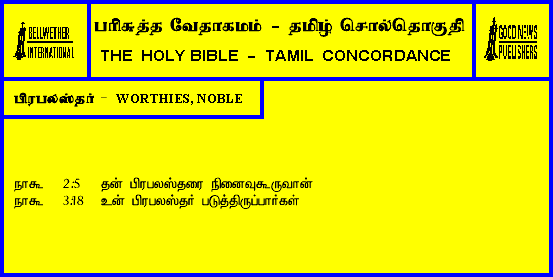 BELLWETHER
INTERNATIONAL
பரிசுத்த வேதாகமம் - தமிழ் சொல்தொகுதி
THE HOLY BIBLE - TAMIL CONCORDANCE
GOOD NEWS
PUBLISHERS
பிரபலஸ்தர் - WORTHIES, NOBLE
நாகூ 2:5 தன் பிரபலஸ்தரை நினைவுகூருவான்
நாகூ 3:18 உன் பிரபலஸ்தர் படுத்திருப்பார்கள்